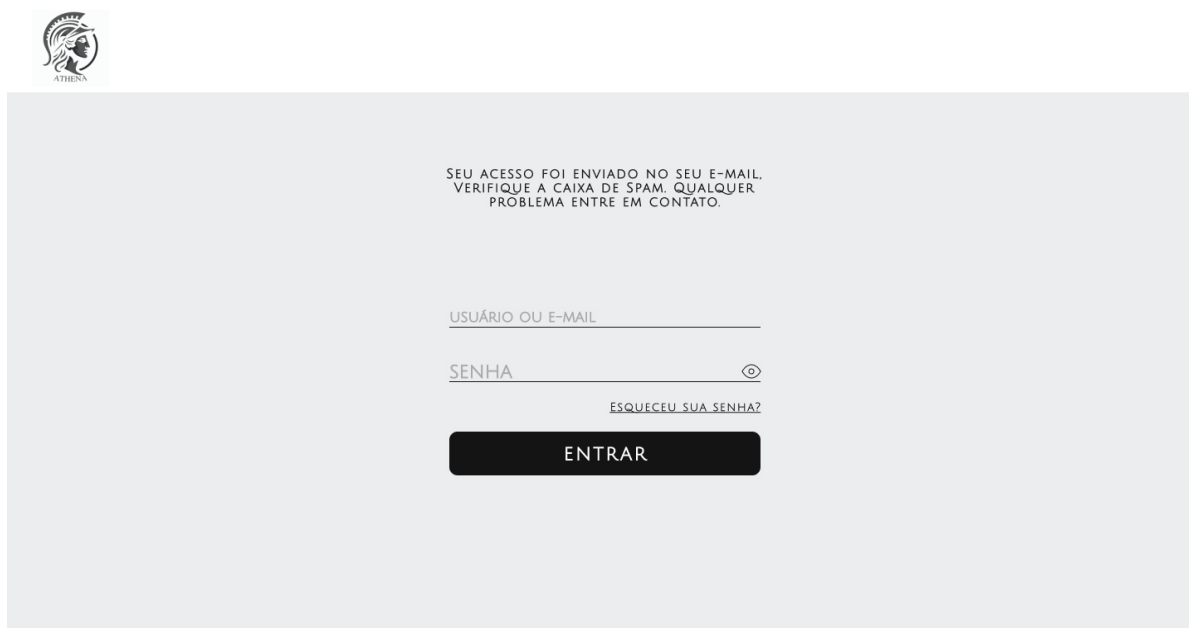 ATHENA
SEU ACESSO FOI ENVIADO NO SEU E-MAIL,
VERIFIQUE A CAIXA DE SPAM. QUALQUER
PROBLEMA ENTRE EM CONTATO.
USUÁRIO OU E-MAIL
SENHA
ESQUECEU SUA SENHA?
ENTRAR